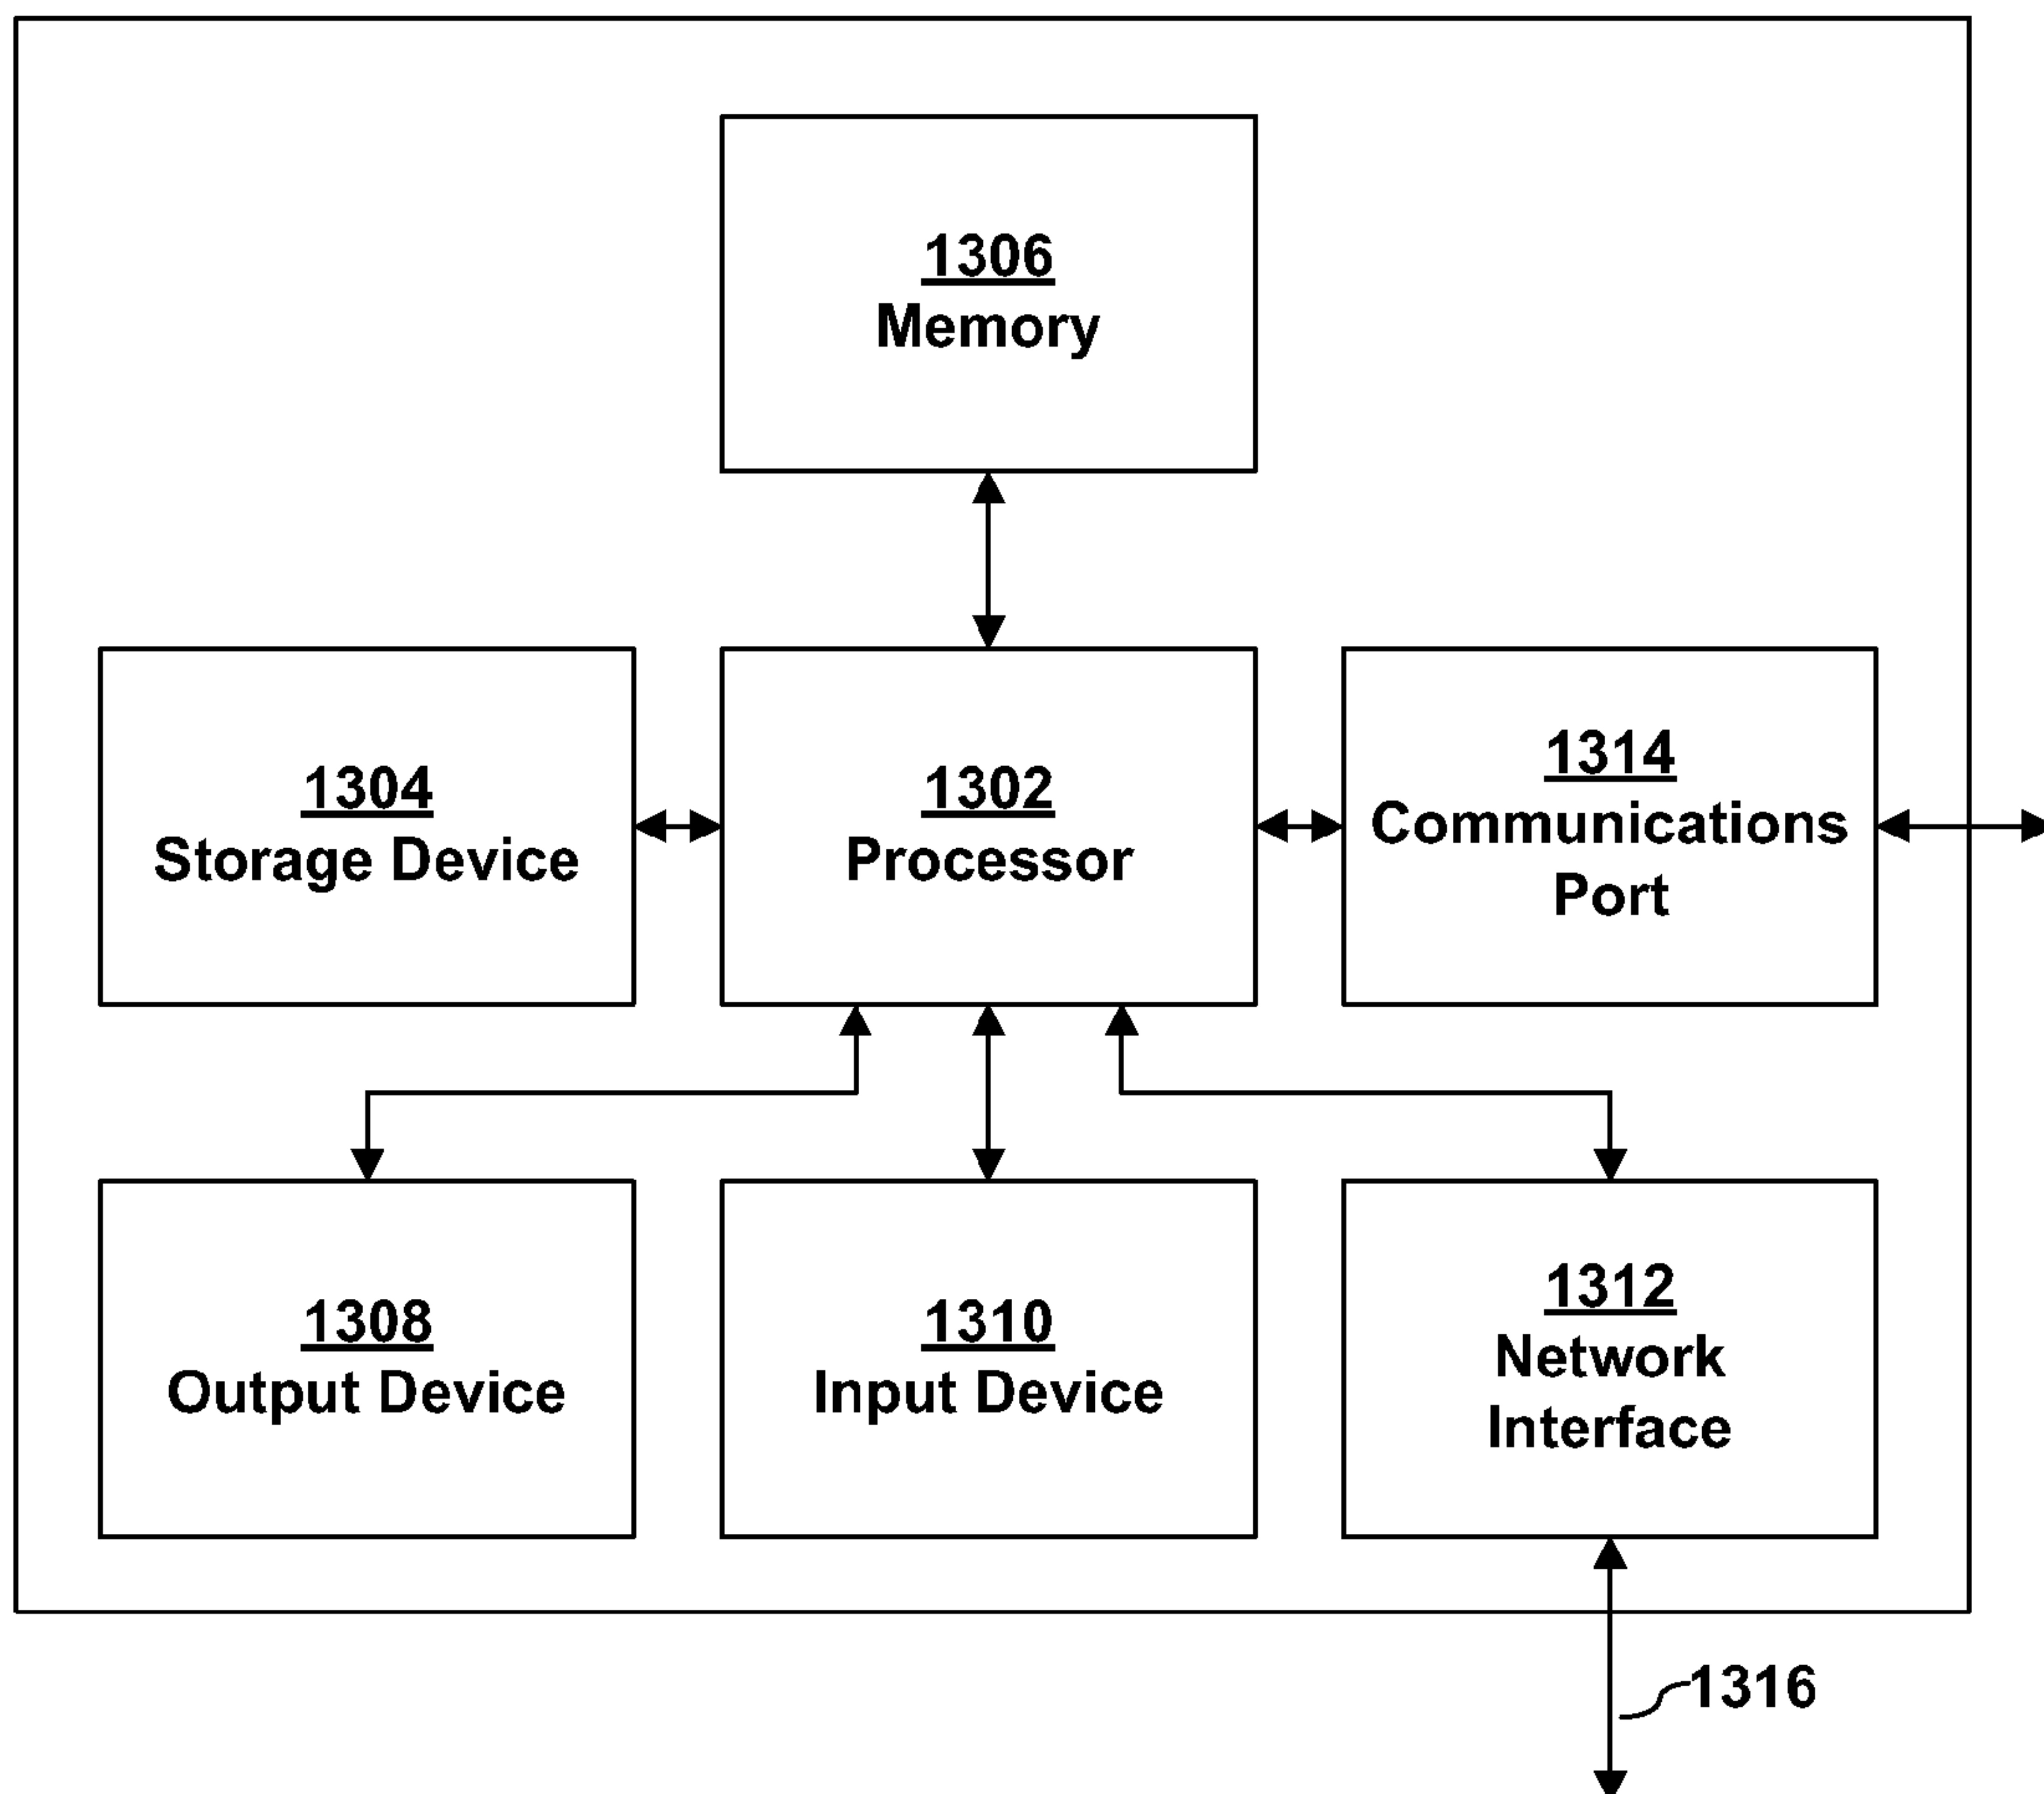 1306
Memory
1304
Storage Device
1302
Processor
1314
Communications
Port
1308
Output Device
1310
Input Device
1312
Network
Interface
1316